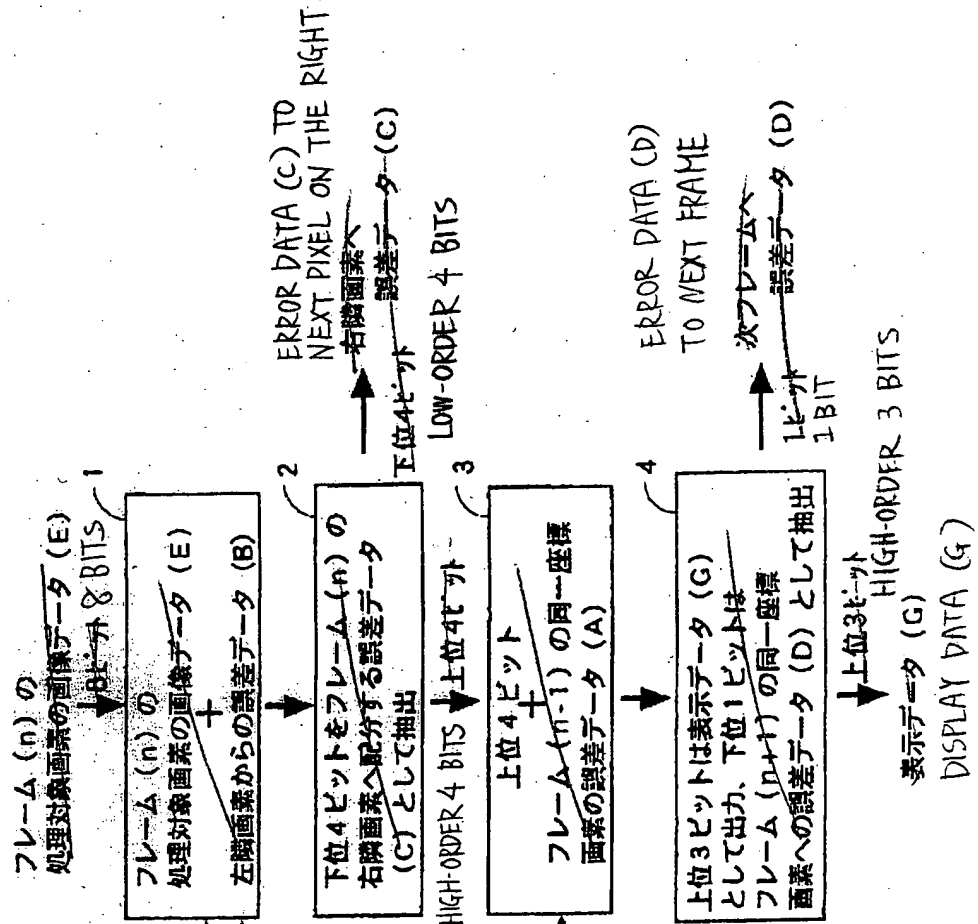 フレーム (n) の
処理対象画素の画像データ (E)
8ビット 8 BITS
1
フレーム (n) の
処理対象画素の画像データ (E)
+
左隣画素からの誤差データ (B)
2
下位4ビットをフレーム (n) の
右隣画素へ配分する誤差データ
(C) として抽出
ERROR DATA (C) TO
NEXT PIXEL ON THE RIGHT
右隣画素へ
誤差データ (C)
下位4ビット
LOW-ORDER 4 BITS
HIGH-ORDER 4 BITS 上位4ビット
3
上位4ビット
+
フレーム (n-1) の同一座標
画素の誤差データ (A)
4
上位3ビットは表示データ (G)
として出力、下位1ビットは
フレーム (n+1) の同一座標
画素への誤差データ (D) として抽出
ERROR DATA (D)
TO NEXT FRAME
次フレームへ
誤差データ (D)
1ビット
1 BIT
上位3ビット
HIGH-ORDER 3 BITS
表示データ (G)
DISPLAY DATA (G)